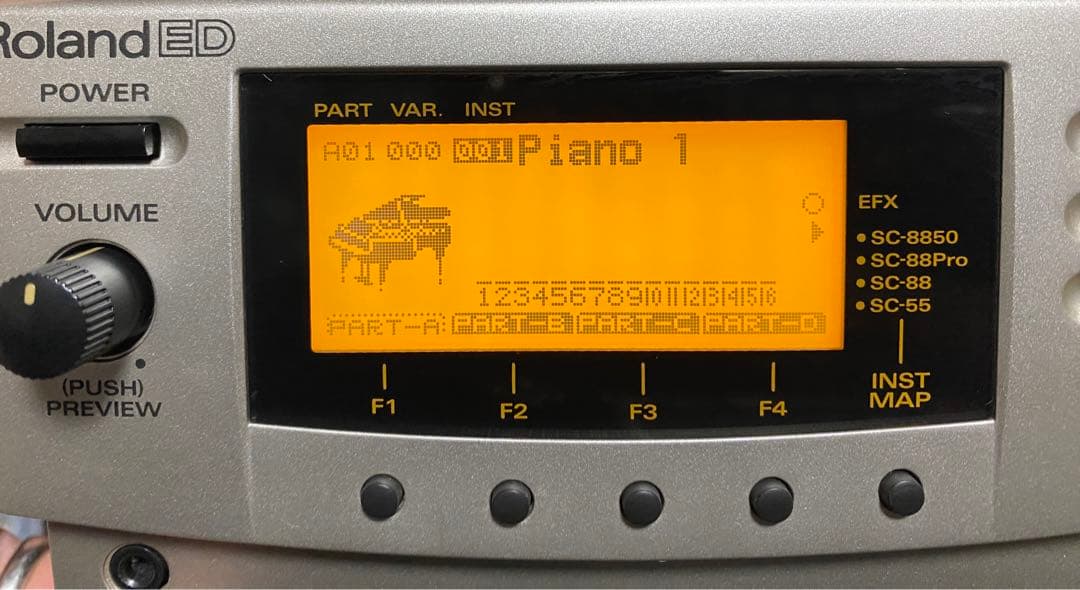 Roland ED
POWER
VOLUME
(PUSH)
PREVIEW
PART VAR. INST
A01 000 001 Piano 1
12345678910111213141516
PART-A PART-B PART-C PART-D
EFX
SC-8850
SC-88Pro
SC-88
SC-55
INST
MAP
F1 F2 F3 F4